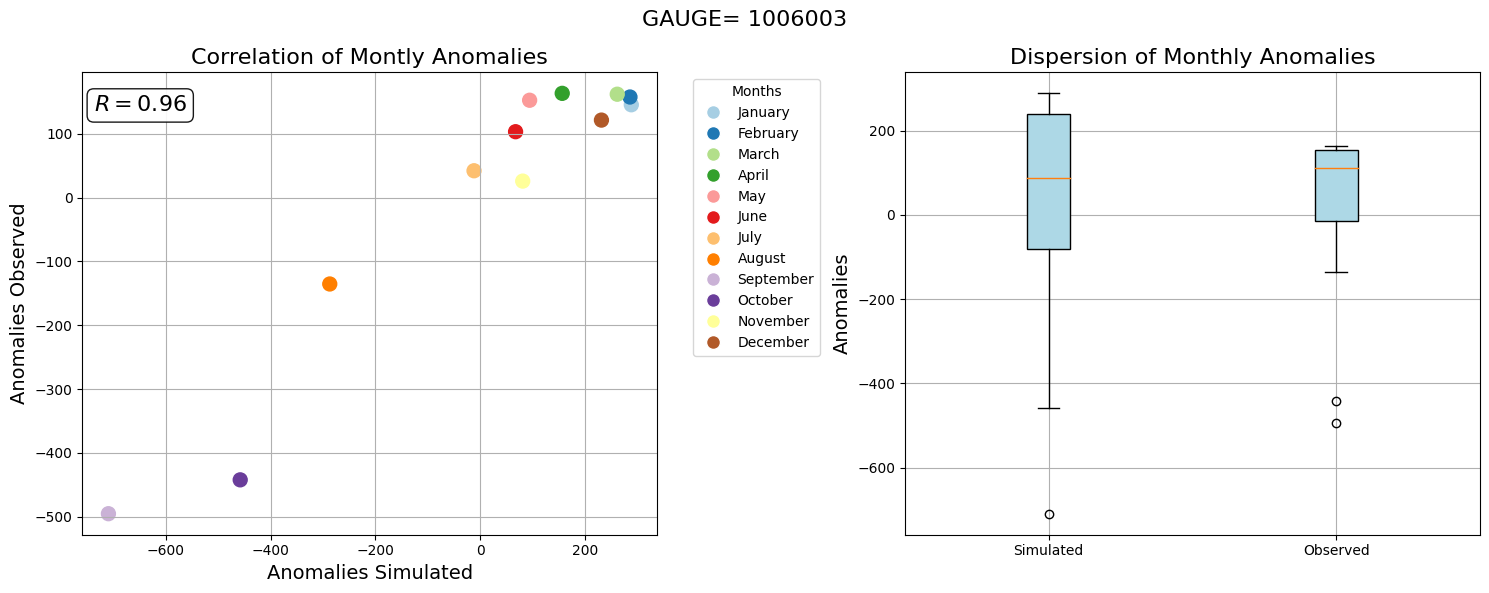 GAUGE= 1006003
Correlation of Montly Anomalies
R = 0.96
100
0
−100
−200
−300
−400
−500
Anomalies Observed
−600
−400
−200
0
200
Anomalies Simulated
Months
January
February
March
April
May
June
July
August
September
October
November
December
Dispersion of Monthly Anomalies
200
0
−200
−400
−600
Anomalies
Simulated
Observed